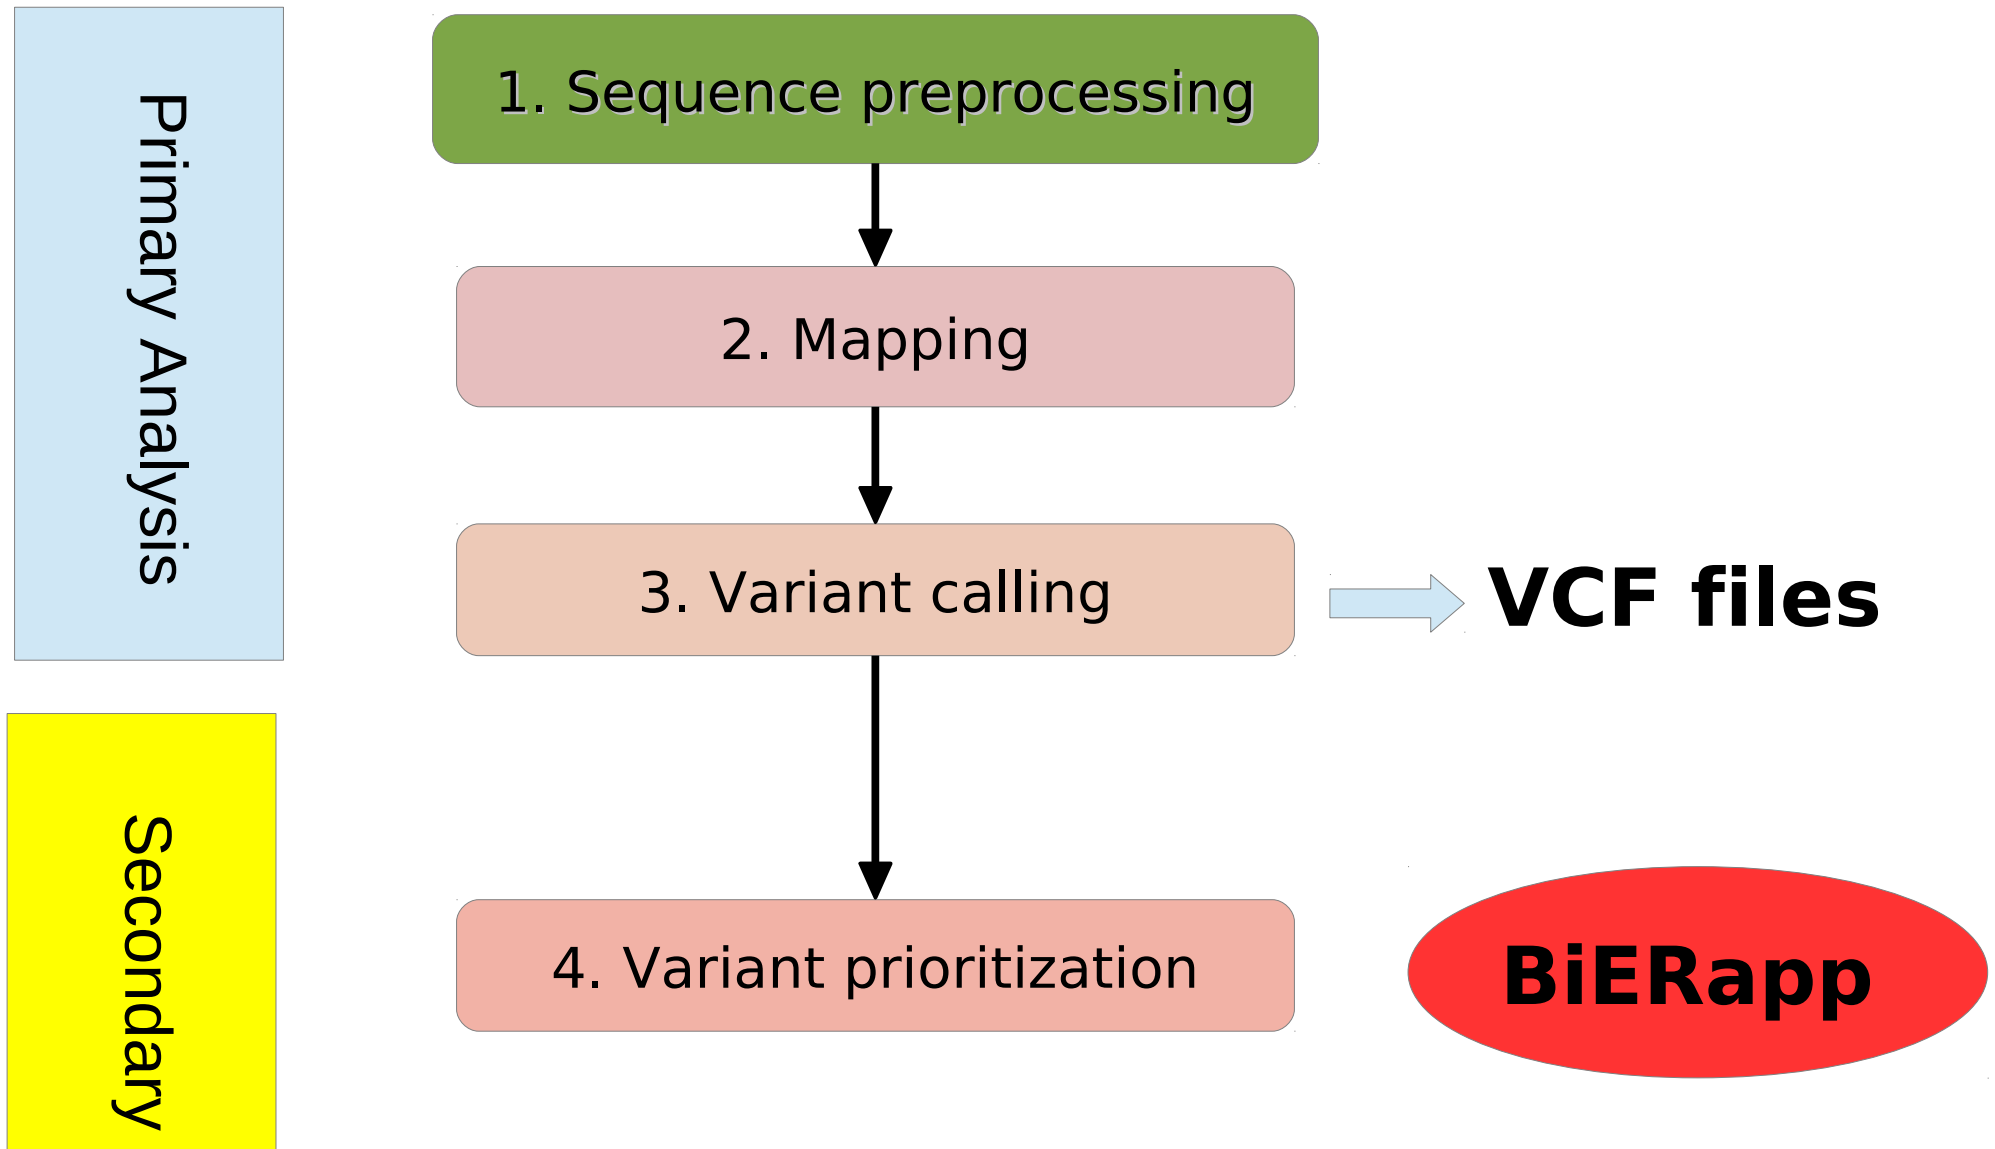 Primary Analysis
1. Sequence preprocessing
2. Mapping
3. Variant calling
VCF files
Secondary
4. Variant prioritization
BiERapp